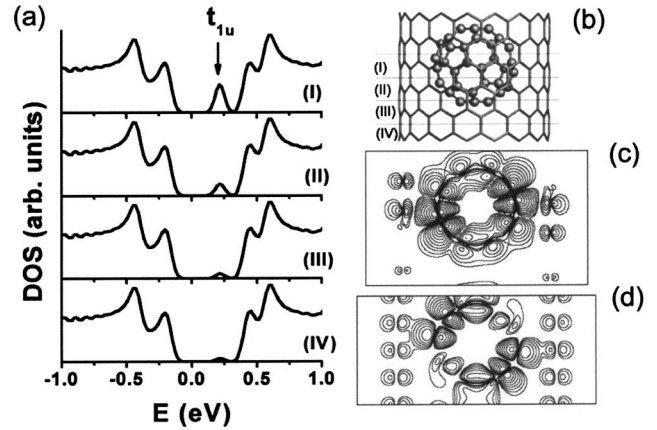 (a)
t1u
(I)
(II)
(III)
(IV)
DOS (arb. units)
-1.0 -0.5 0.0 0.5 1.0
E (eV)
(b)
(I)
(II)
(III)
(IV)
(c)
(d)